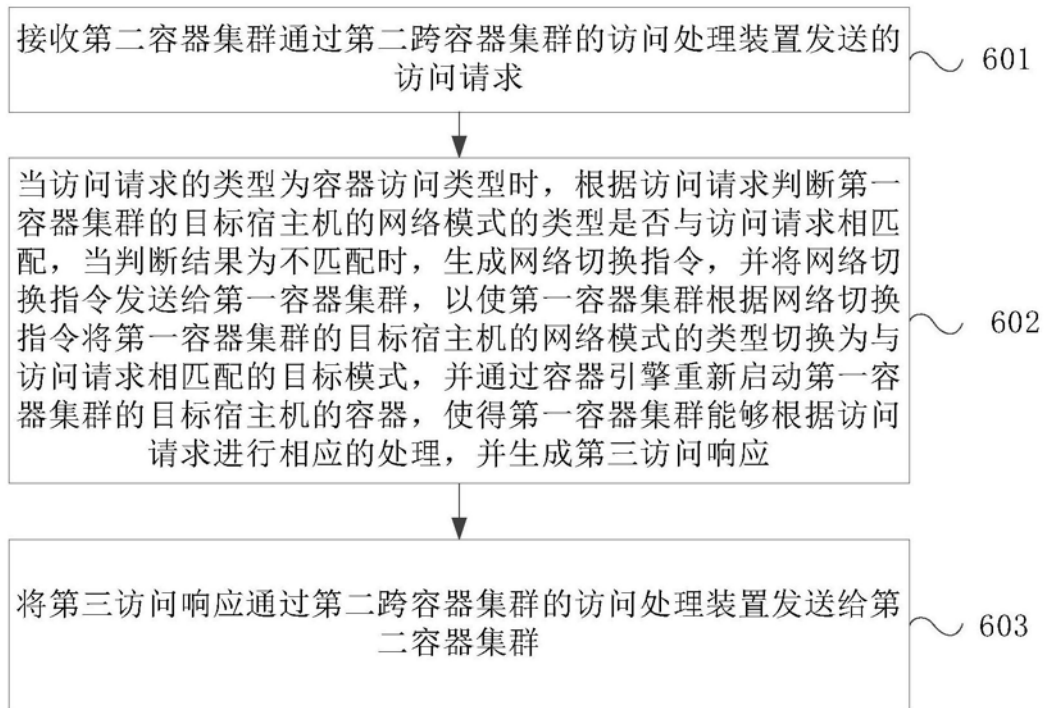 接收第二容器集群通过第二跨容器集群的访问处理装置发送的
访问请求
601
当访问请求的类型为容器访问类型时，根据访问请求判断第一
容器集群的目标宿主机的网络模式的类型是否与访问请求相匹
配，当判断结果为不匹配时，生成网络切换指令，并将网络切
换指令发送给第一容器集群，以使第一容器集群根据网络切换
指令将第一容器集群的目标宿主机的网络模式的类型切换为与
访问请求相匹配的目标模式，并通过容器引擎重新启动第一容
器集群的目标宿主机的容器，使得第一容器集群能够根据访问
请求进行相应的处理，并生成第三访问响应
602
将第三访问响应通过第二跨容器集群的访问处理装置发送给第
二容器集群
603